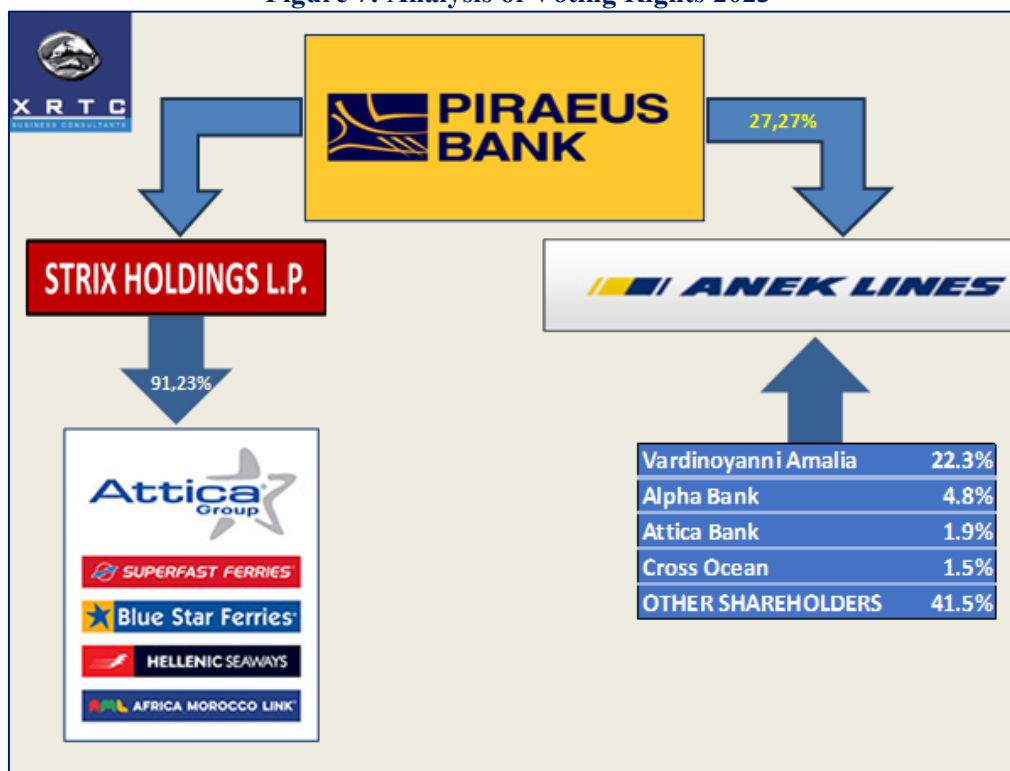 Figure 7: Analysis of Voting Rights 2023
X R T C
BUSINESS CONSULTANTS
PIRAEUS
BANK
27,27%
STRIX HOLDINGS L.P.
ANEK LINES
91,23%
Attica
Group
SUPERFAST FERRIES
Blue Star Ferries
HELLENIC SEAWAYS
AML AFRICA MOROCCO LINK
Vardinoyanni Amalia 22.3%
Alpha Bank 4.8%
Attica Bank 1.9%
Cross Ocean 1.5%
OTHER SHAREHOLDERS 41.5%